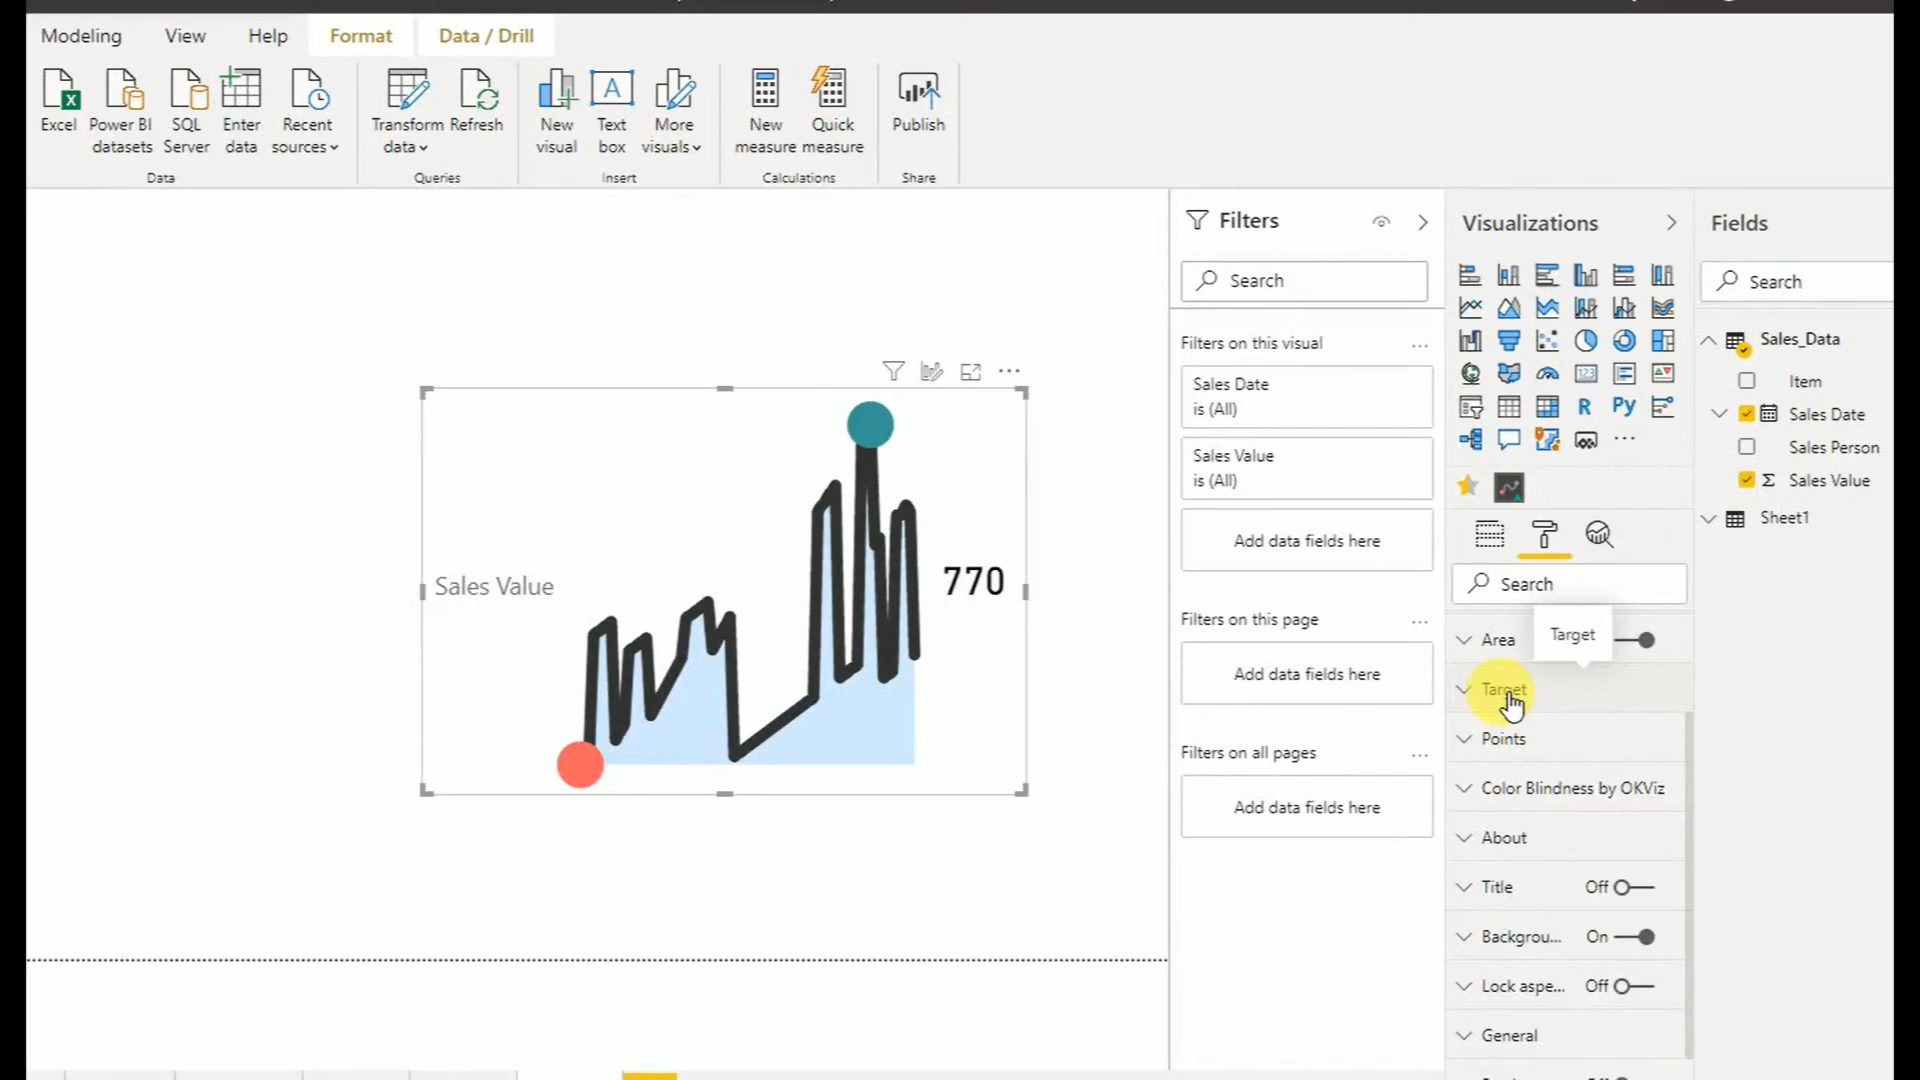 Modeling View Help Format Data / Drill
Excel Power BI datasets SQL Server Enter data Recent sources Transform data Refresh New visual Text box More visuals New measure Quick measure Publish
Data Queries Insert Calculations Share
Filters
Search
Filters on this visual ...
Sales Date
is (All)
Sales Value
is (All)
Add data fields here
Filters on this page ...
Add data fields here
Filters on all pages ...
Add data fields here
Sales Value
770
Visualizations
R Py
...
Search
Area
Target
Target
Points
Color Blindness by OKViz
About
Title Off
Backgrou... On
Lock aspe... Off
General
Fields
Search
Sales_Data
Item
Sales Date
Sales Person
Σ Sales Value
Sheet1